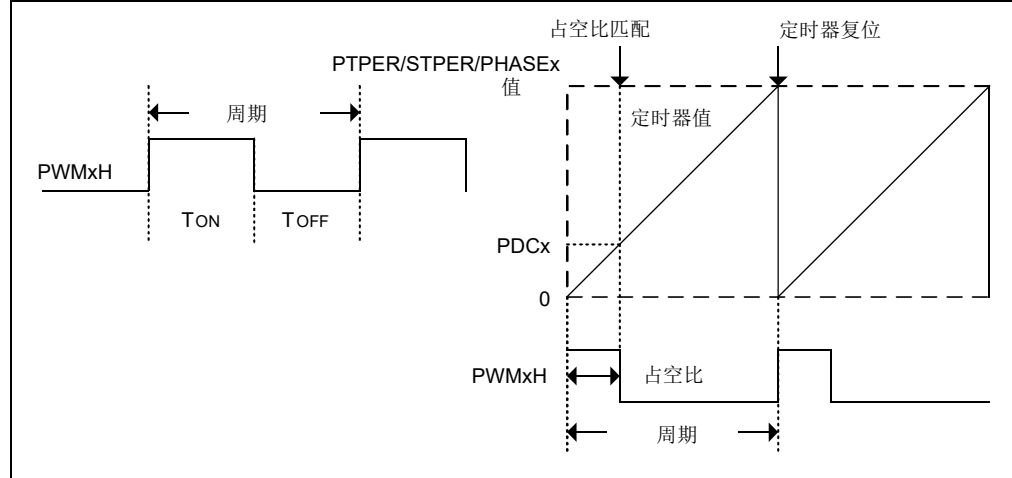 占空比匹配
定时器复位
PTPER/STPER/PHASEx
值
周期
定时器值
PWMxH
TON
TOFF
PDCx
0
PWMxH
占空比
周期